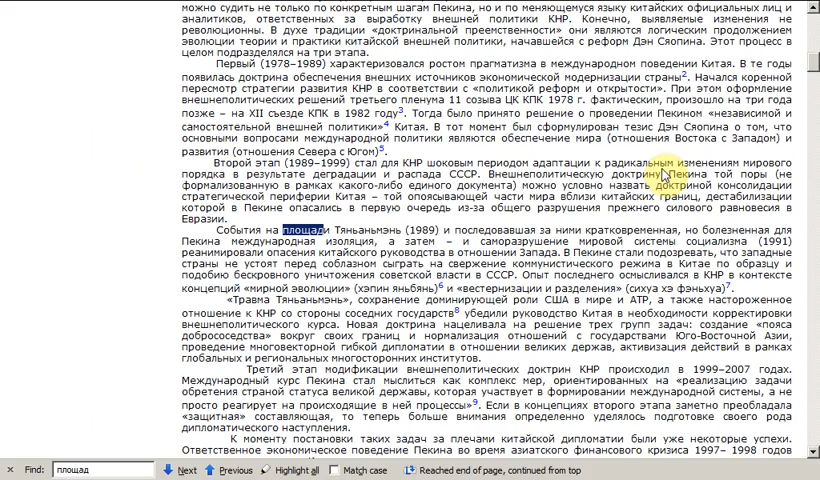 можно судить не только по конкретным шагам Пекина, но и по меняющемуся языку китайских официальных лиц и
аналитиков, ответственных за выработку внешней политики КНР. Конечно, выявляемые изменения не
революционны. В духе традиции «доктринальной преемственности» они являются логическим продолжением
эволюции теории и практики китайской внешней политики, начавшейся с реформ Дэн Сяопина. Этот процесс в
целом подразделялся на три этапа.
Первый (1978–1989) характеризовался ростом прагматизма в международном поведении Китая. В те годы
появилась доктрина обеспечения внешних источников экономической модернизации страны2. Начался коренной
пересмотр стратегии развития КНР в соответствии с «политикой реформ и открытости». При этом оформление
внешнеполитических решений третьего пленума 11 созыва ЦК КПК 1978 г. фактическим, произошло на три года
позже – на XII съезде КПК в 1982 году3. Тогда было принято решение о проведении Пекином «независимой и
самостоятельной внешней политики»4 Китая. В тот момент был сформулирован тезис Дэн Сяопина о том, что
основными вопросами международной политики являются обеспечение мира (отношения Востока с Западом) и
развития (отношения Севера с Югом)5.
Второй этап (1989–1999) стал для КНР шоковым периодом адаптации к радикальным изменениям мирового
порядка в результате деградации и распада СССР. Внешнеполитическую доктрину Пекина той поры (не
формализованную в рамках какого-либо единого документа) можно условно назвать доктриной консолидации
стратегической периферии Китая – той опоясывающей части мира вблизи китайских границ, дестабилизации
которой в Пекине опасались в первую очередь из-за общего разрушения прежнего силового равновесия в
Евразии.
События на площади Тяньаньмэнь (1989) и последовавшая за ними кратковременная, но болезненная для
Пекина международная изоляция, а затем – и саморазрушение мировой системы социализма (1991)
реанимировали опасения китайского руководства в отношении Запада. В Пекине стали подозревать, что западные
страны не устоят перед соблазном сыграть на свержение коммунистического режима в Китае по образцу и
подобию бескровного уничтожения советской власти в СССР. Опыт последнего осмысливался в КНР в контексте
концепций «мирной эволюции» (хэпин яньбянь)6 и «вестернизации и разделения» (сихуа хэ фэньхуа)7.
«Травма Тяньаньмэнь», сохранение доминирующей роли США в мире и АТР, а также настороженное
отношение к КНР со стороны соседних государств8 убедили руководство Китая в необходимости корректировки
внешнеполитического курса. Новая доктрина нацеливала на решение трех групп задач: создание «пояса
добрососедства» вокруг своих границ и нормализация отношений с государствами Юго-Восточной Азии,
проведение многовекторной гибкой дипломатии в отношении великих держав, активизация действий в рамках
глобальных и региональных многосторонних институтов.
Третий этап модификации внешнеполитических доктрин КНР происходил в 1999–2007 годах.
Международный курс Пекина стал мыслиться как комплекс мер, ориентированных на «реализацию задачи
обретения страной статуса великой державы, которая участвует в формировании международной системы, а не
просто реагирует на происходящие в ней процессы»9. Если в концепциях второго этапа заметно преобладала
«защитная» составляющая, то теперь больше внимания определенно уделялось подготовке своего рода
дипломатического наступления.
К моменту постановки таких задач за плечами китайской дипломатии были уже некоторые успехи.
Ответственное экономическое поведение Пекина во время азиатского финансового кризиса 1997– 1998 годов
Find: площад Next Previous Highlight all Match case Reached end of page, continued from top